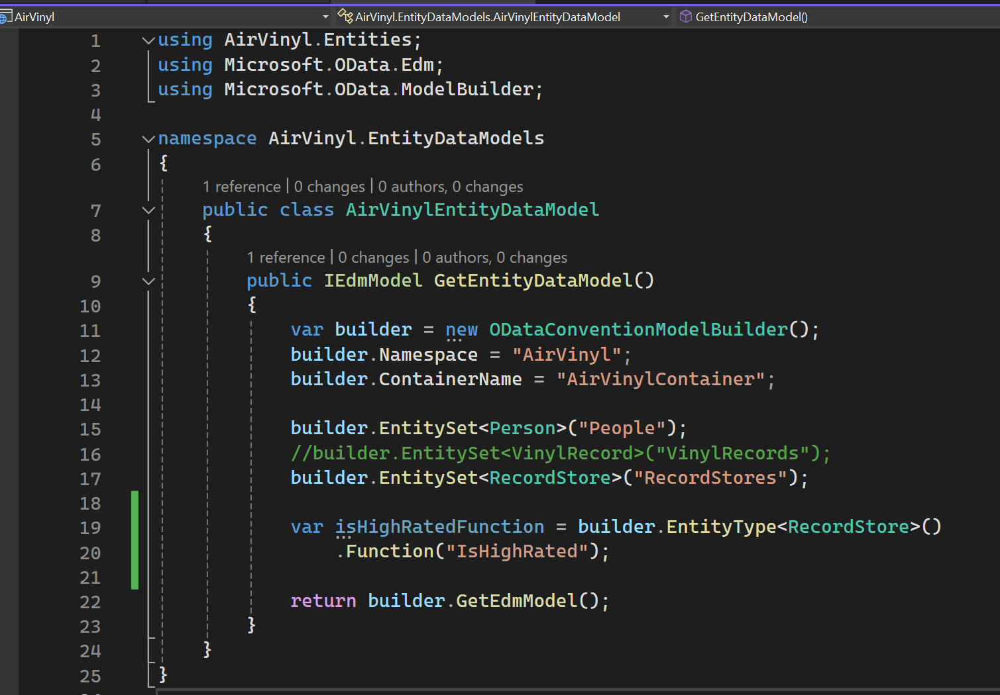 AirVinyl AirVinyl.EntityDataModels.AirVinylEntityDataModel GetEntityDataModel()
1 using AirVinyl.Entities;
2 using Microsoft.OData.Edm;
3 using Microsoft.OData.ModelBuilder;
4
5 namespace AirVinyl.EntityDataModels
6 {
1 reference | 0 changes | 0 authors, 0 changes
7 public class AirVinylEntityDataModel
8 {
1 reference | 0 changes | 0 authors, 0 changes
9 public IEdmModel GetEntityDataModel()
10 {
11 var builder = new ODataConventionModelBuilder();
12 builder.Namespace = "AirVinyl";
13 builder.ContainerName = "AirVinylContainer";
14
15 builder.EntitySet<Person>("People");
16 //builder.EntitySet<VinylRecord>("VinylRecords");
17 builder.EntitySet<RecordStore>("RecordStores");
18
19 var isHighRatedFunction = builder.EntityType<RecordStore>()
20 .Function("IsHighRated");
21
22 return builder.GetEdmModel();
23 }
24 }
25 }